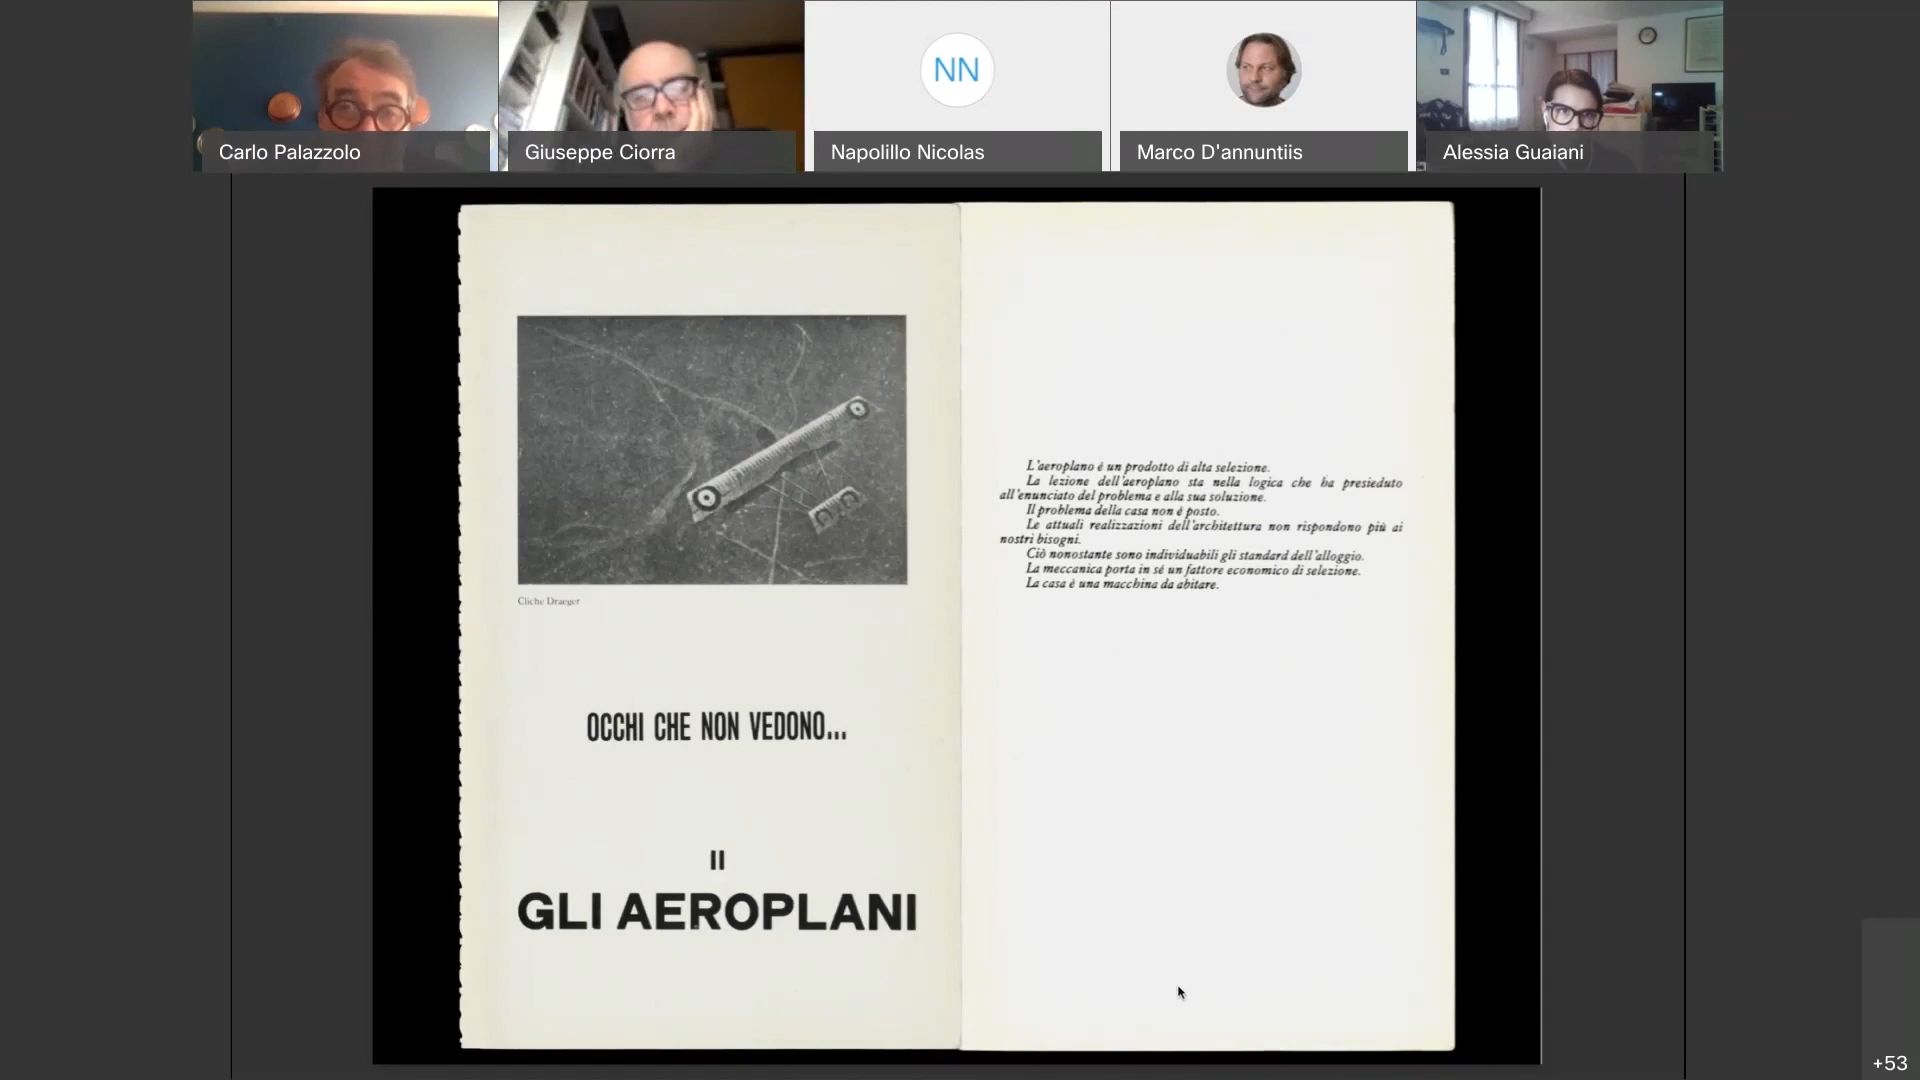 Carlo Palazzolo
Giuseppe Ciorra
NN
Napolillo Nicolas
Marco D'annuntiis
Alessia Guaiani
Cliche Draeger
OCCHI CHE NON VEDONO...
II
GLI AEROPLANI
L'aeroplano è un prodotto di alta selezione.
La lezione dell'aeroplano sta nella logica che ha presieduto
all'enunciato del problema e alla sua soluzione.
Il problema della casa non è posto.
Le attuali realizzazioni dell'architettura non rispondono più ai
nostri bisogni.
Ciò nonostante sono individuabili gli standard dell'alloggio.
La meccanica porta in sé un fattore economico di selezione.
La casa è una macchina da abitare.
+53